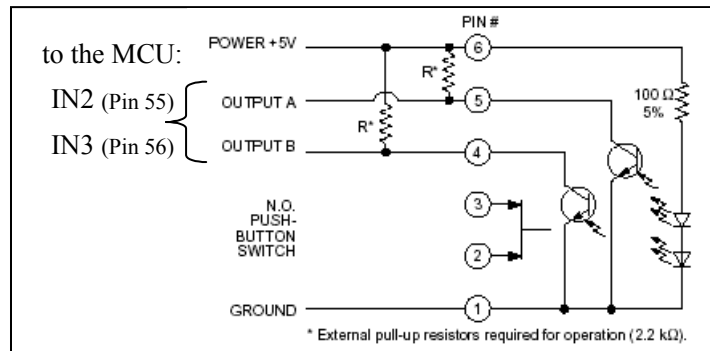 PIN #
to the MCU:
POWER +5V
6
R*
100 Ω
5%
IN2 (Pin 55)
OUTPUT A
5
R*
IN3 (Pin 56)
OUTPUT B
4
N.O.
PUSH-
BUTTON
SWITCH
3
2
GROUND
1
* External pull-up resistors required for operation (2.2 kΩ).